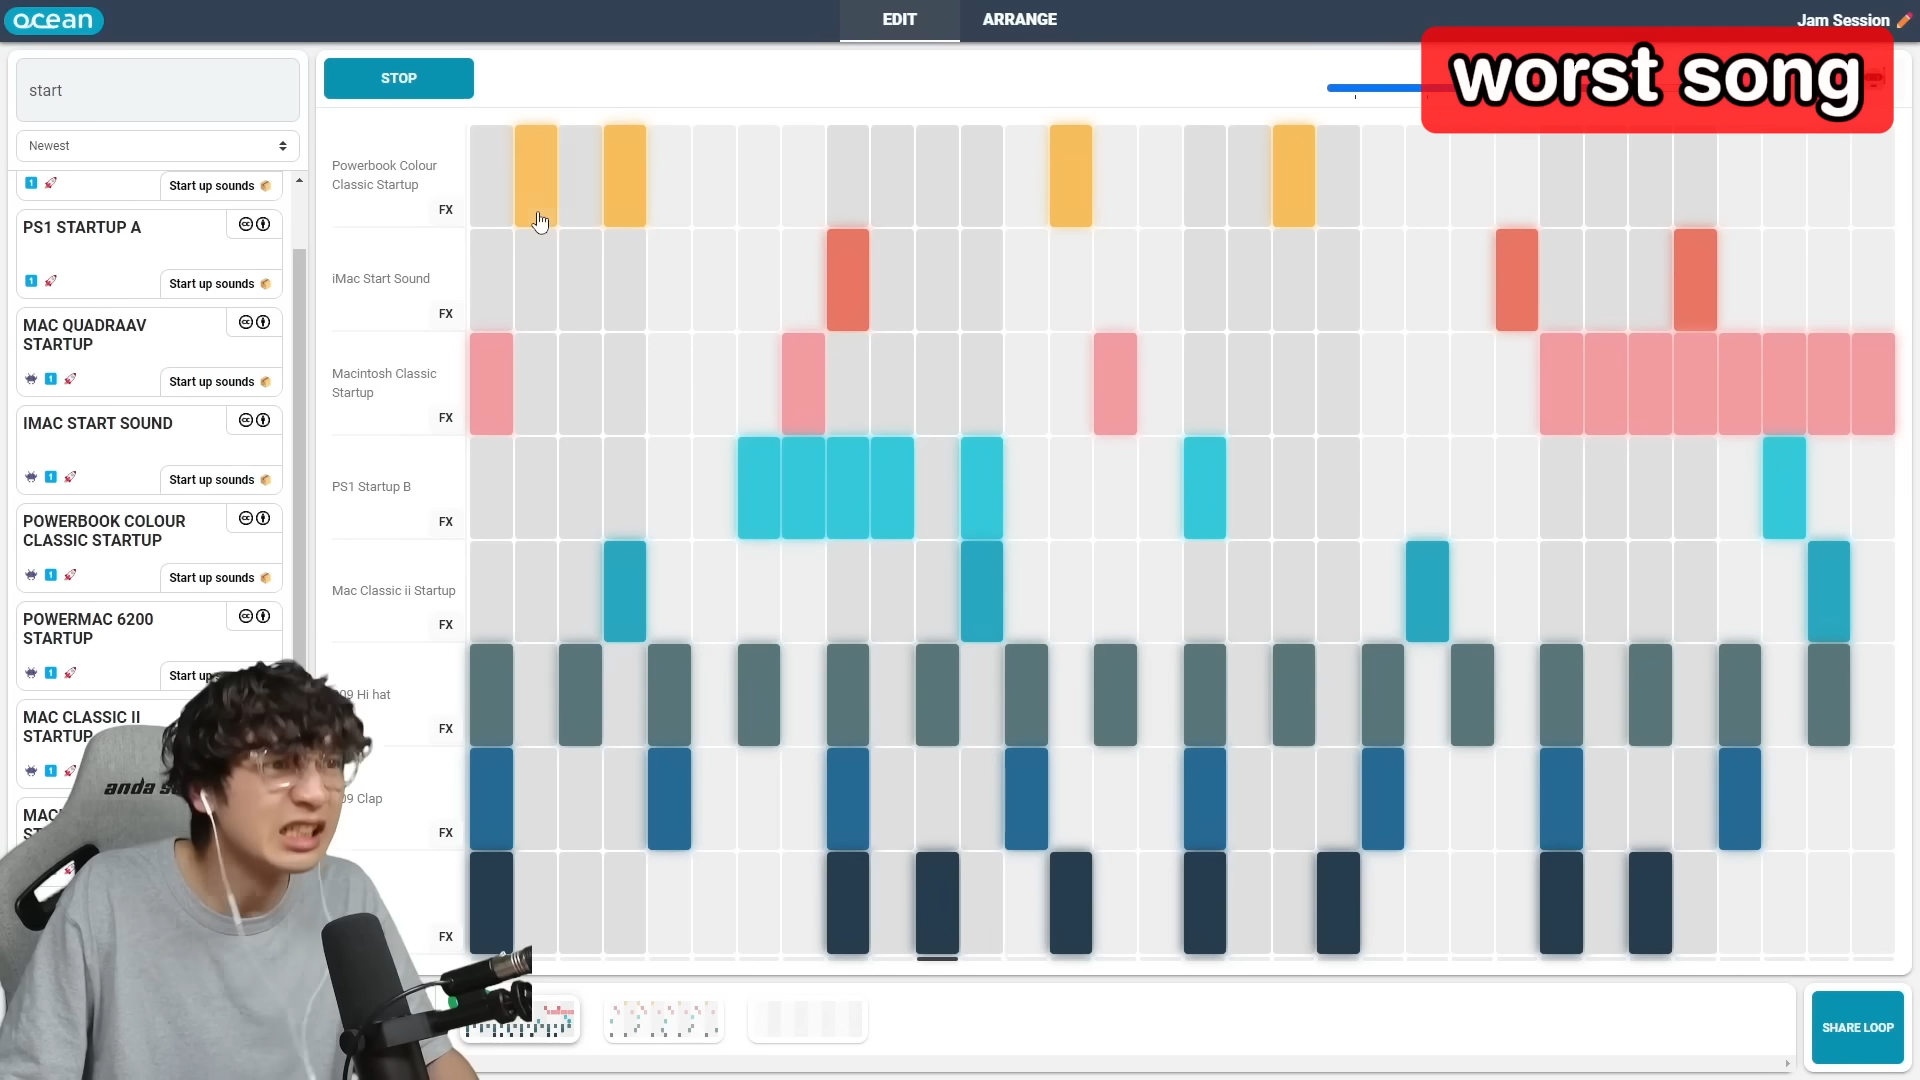 ocean
EDIT
ARRANGE
Jam Session
worst song
start
STOP
Newest
Start up sounds
PS1 STARTUP A
Start up sounds
MAC QUADRAAV
STARTUP
Start up sounds
IMAC START SOUND
Start up sounds
POWERBOOK COLOUR
CLASSIC STARTUP
Start up sounds
POWERMAC 6200
STARTUP
Start up
MAC CLASSIC II
STARTUP
anda
Powerbook Colour
Classic Startup
FX
iMac Start Sound
FX
Macintosh Classic
Startup
FX
PS1 Startup B
FX
Mac Classic ii Startup
FX
Hi hat
FX
Clap
FX
FX
SHARE LOOP